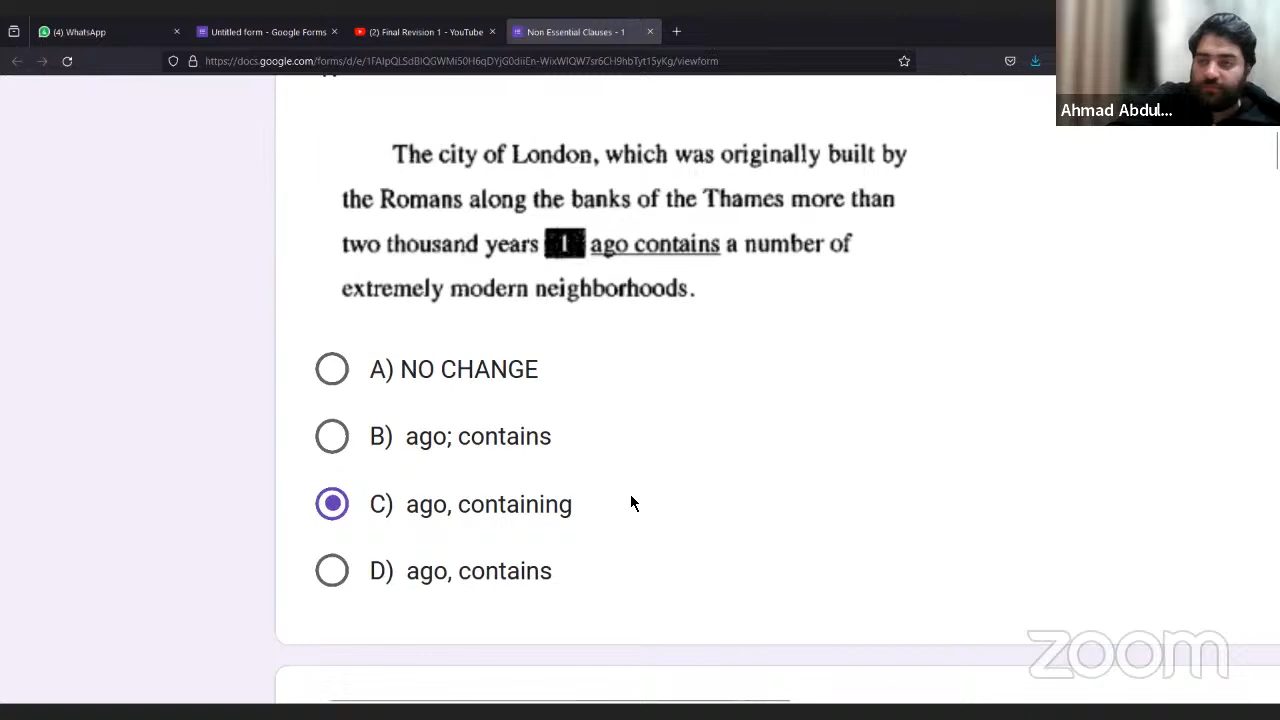 (4) WhatsApp
Untitled form - Google Forms
(2) Final Revision 1 - YouTube
Non Essential Clauses - 1
Ahmad Abdul...
The city of London, which was originally built by
the Romans along the banks of the Thames more than
two thousand years 1 ago contains a number of
extremely modern neighborhoods.
A) NO CHANGE
B) ago; contains
C) ago, containing
D) ago, contains
zoom